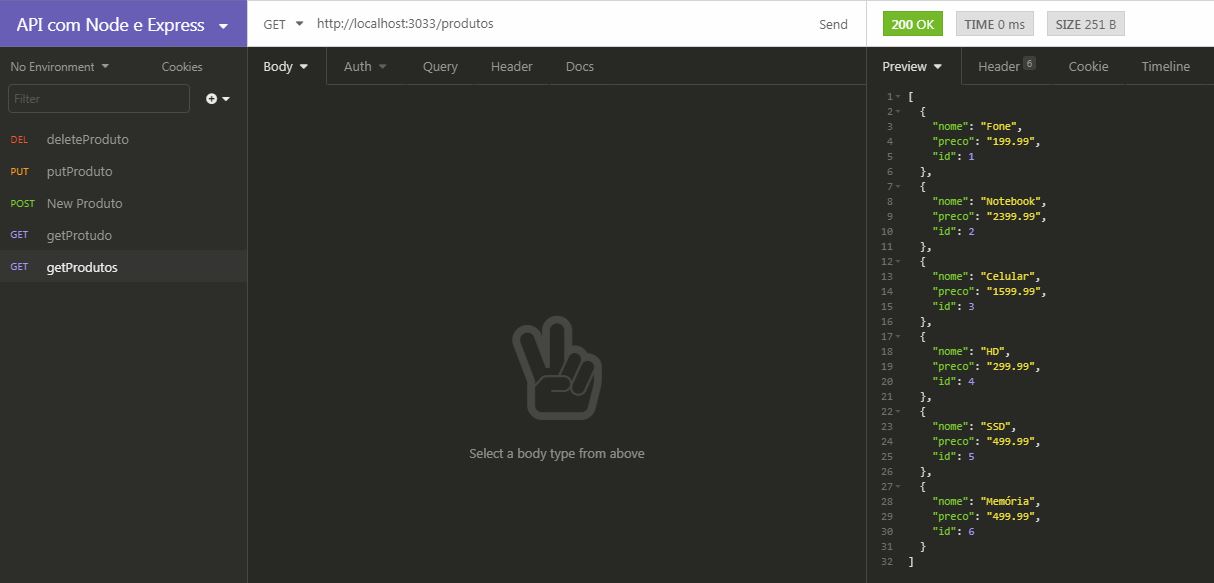 API com Node e Express
No Environment
Cookies
Filter
DEL deleteProduto
PUT putProduto
POST New Produto
GET getProtudo
GET getProdutos
GET http://localhost:3033/produtos Send
Body Auth Query Header Docs
Select a body type from above
200 OK TIME 0 ms SIZE 251 B
Preview Header 6 Cookie Timeline
1 [
2 {
3 "nome": "Fone",
4 "preco": "199.99",
5 "id": 1
6 },
7 {
8 "nome": "Notebook",
9 "preco": "2399.99",
10 "id": 2
11 },
12 {
13 "nome": "Celular",
14 "preco": "1599.99",
15 "id": 3
16 },
17 {
18 "nome": "HD",
19 "preco": "299.99",
20 "id": 4
21 },
22 {
23 "nome": "SSD",
24 "preco": "499.99",
25 "id": 5
26 },
27 {
28 "nome": "Memória",
29 "preco": "499.99",
30 "id": 6
31 }
32 ]